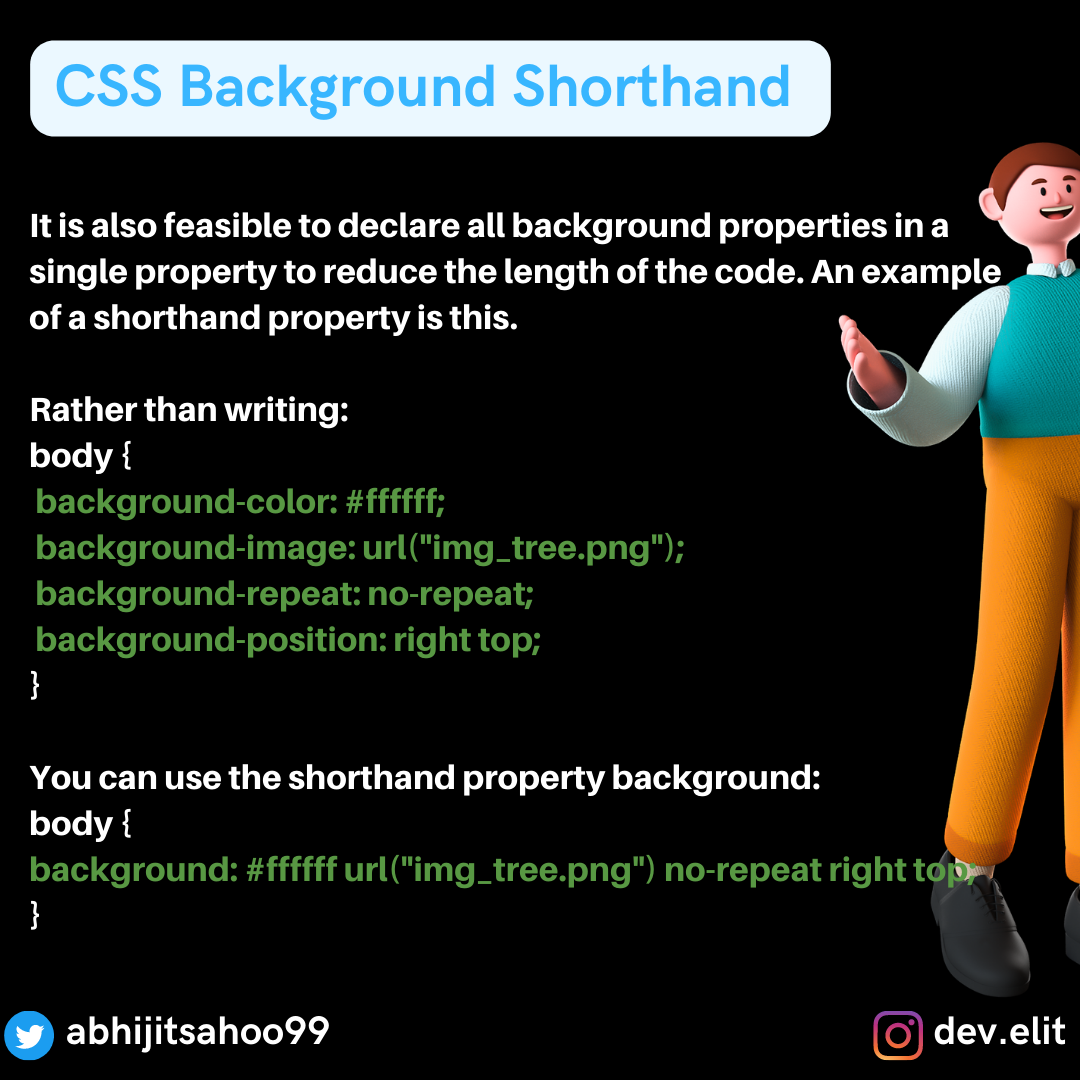 CSS Background Shorthand
It is also feasible to declare all background properties in a
single property to reduce the length of the code. An example
of a shorthand property is this.
Rather than writing:
body {
background-color: #ffffff;
background-image: url("img_tree.png");
background-repeat: no-repeat;
background-position: right top;
}
You can use the shorthand property background:
body {
background: #ffffff url("img_tree.png") no-repeat right top;
}
abhijitsahoo99
dev.elit